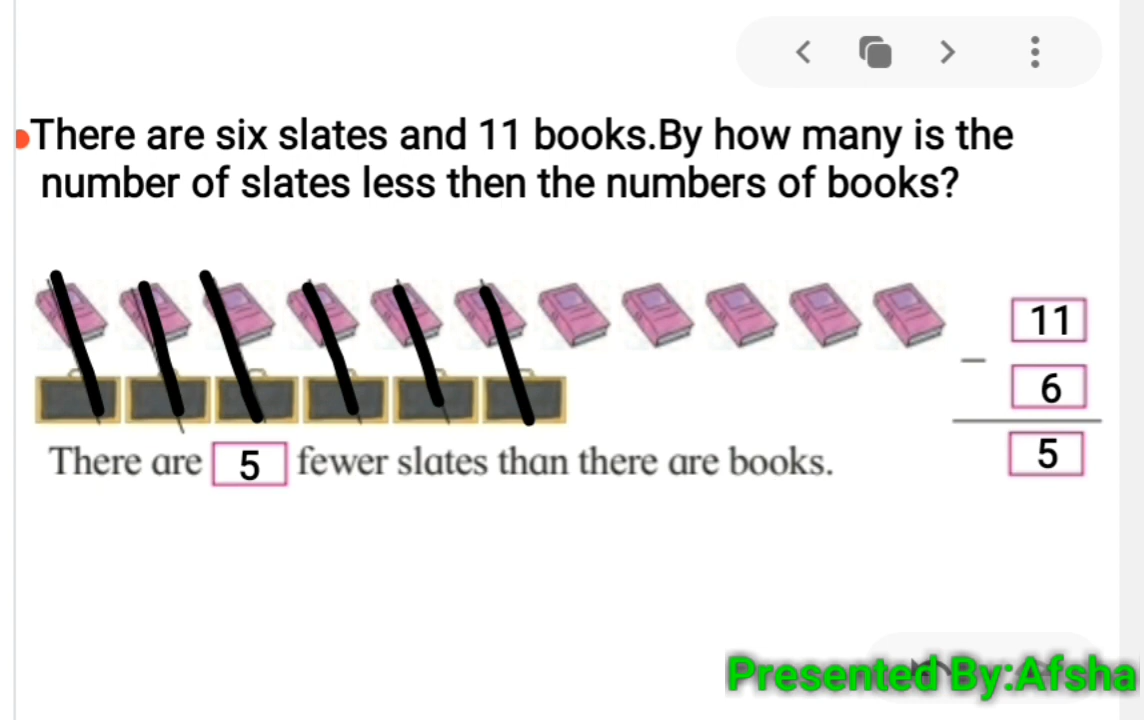 There are six slates and 11 books.By how many is the
number of slates less then the numbers of books?
11
–
6
5
There are 5 fewer slates than there are books.
Presented By:Afsha